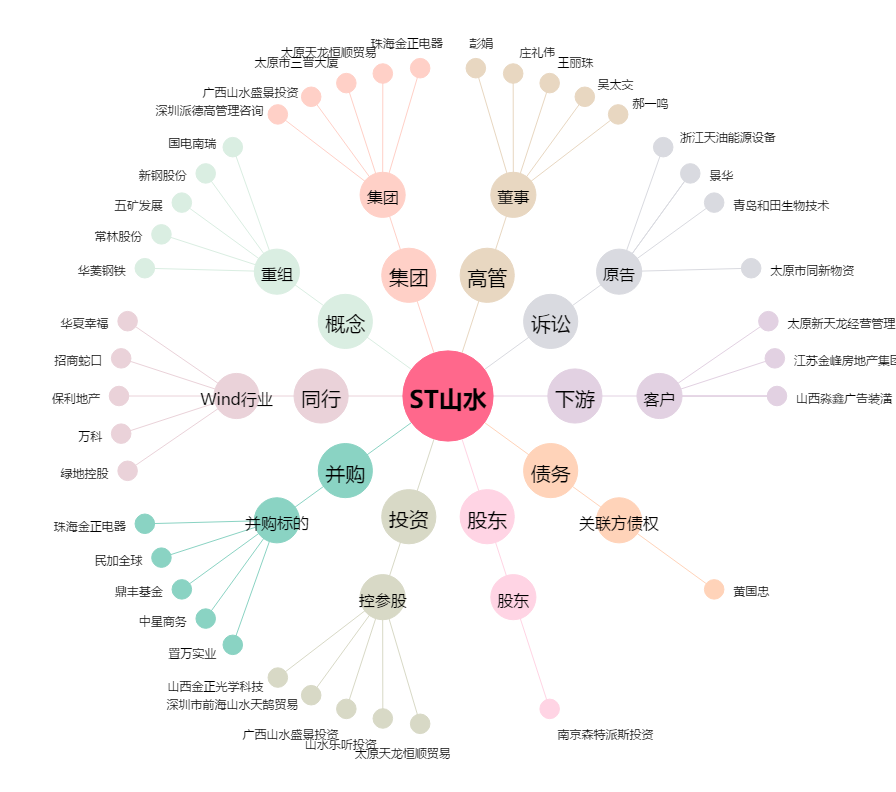 珠海金正电器
彭娟
太原天龙恒顺贸易
庄礼伟
太原市三晋大厦
王丽珠
广西山水盛景投资
吴太交
深圳派德高管理咨询
郝一鸣
国电南瑞
浙江天油能源设备
新钢股份
景华
五矿发展
集团
董事
青岛和田生物技术
常林股份
华菱钢铁
重组
集团
高管
原告
太原市同新物资
华夏幸福
概念
诉讼
太原新天龙经营管理
招商蛇口
江苏金峰房地产集团
保利地产
Wind行业
同行
ST山水
下游
客户
山西淼鑫广告装潢
万科
绿地控股
并购
债务
珠海金正电器
并购标的
投资
股东
关联方债权
民加全球
鼎丰基金
黄国忠
中星商务
控参股
股东
罯万实业
山西金正光学科技
深圳市前海山水天鹄贸易
广西山水盛景投资
南京森特派斯投资
山水乐听投资
太原天龙恒顺贸易